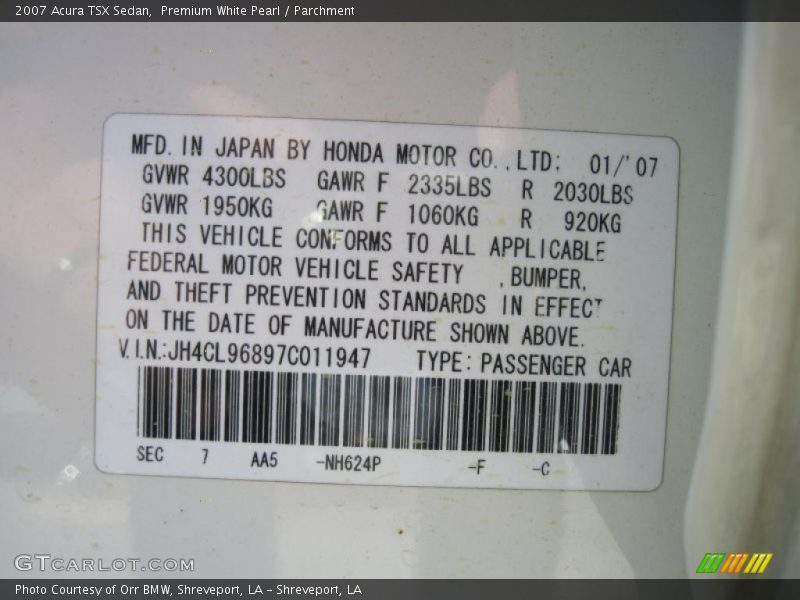 2007 Acura TSX Sedan,  Premium White Pearl / Parchment
MFD. IN JAPAN BY HONDA MOTOR CO.,LTD; 01/'07
GVWR 4300LBS GAWR F 2335LBS R 2030LBS
GVWR 1950KG GAWR F 1060KG R 920KG
THIS VEHICLE CONFORMS TO ALL APPLICABLE
FEDERAL MOTOR VEHICLE SAFETY ,BUMPER,
AND THEFT PREVENTION STANDARDS IN EFFECT
ON THE DATE OF MANUFACTURE SHOWN ABOVE.
V.I.N.:JH4CL96897C011947 TYPE: PASSENGER CAR
SEC 7 AA5 -NH624P -F -C
GTCARLOT.COM
Photo Courtesy of Orr BMW, Shreveport, LA - Shreveport, LA